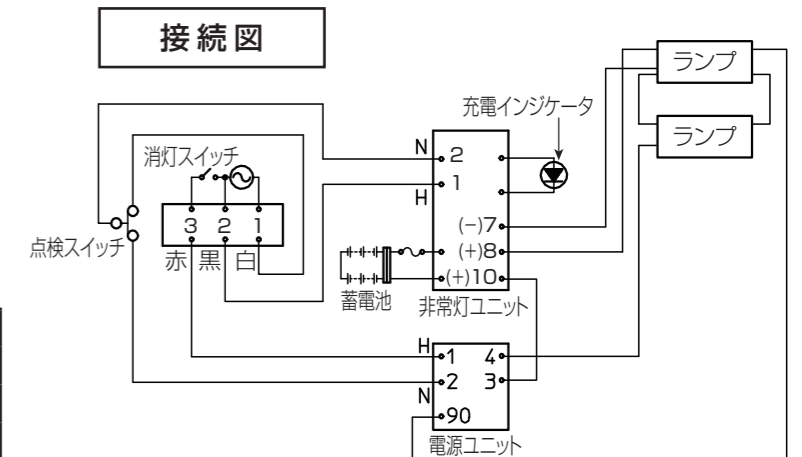 接続図
ランプ
充電インジケータ
ランプ
消灯スイッチ
N
2
1
H
3 2 1
点検スイッチ
赤 黒 白
(−)7
(+)8
(+)10
蓄電池
非常灯ユニット
H
1 4
2 3
N
90
電源ユニット